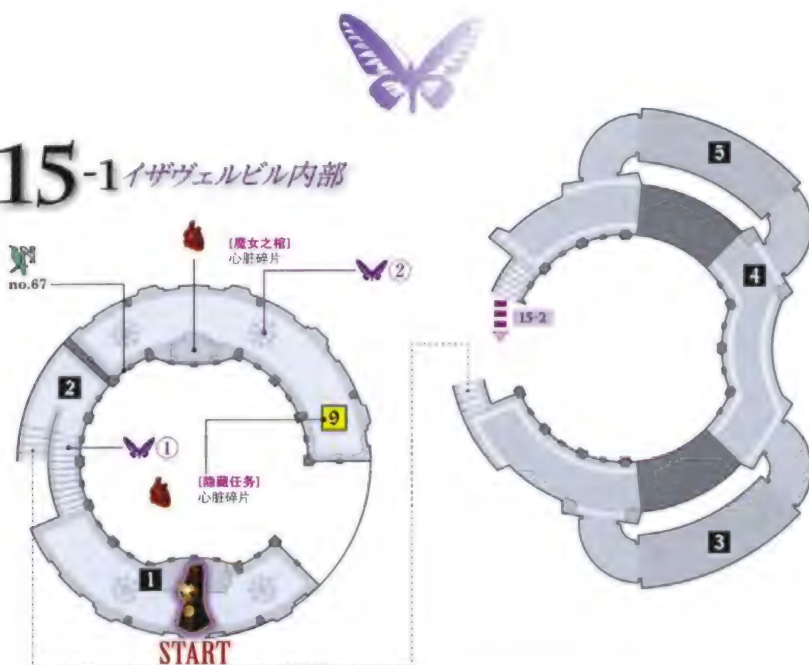 15-1イザヴェルビル内部
[魔女之棺]
心脏碎片
②
no.67
5
4
15-2
2
9
①
[隐藏任务]
心脏碎片
3
1
START